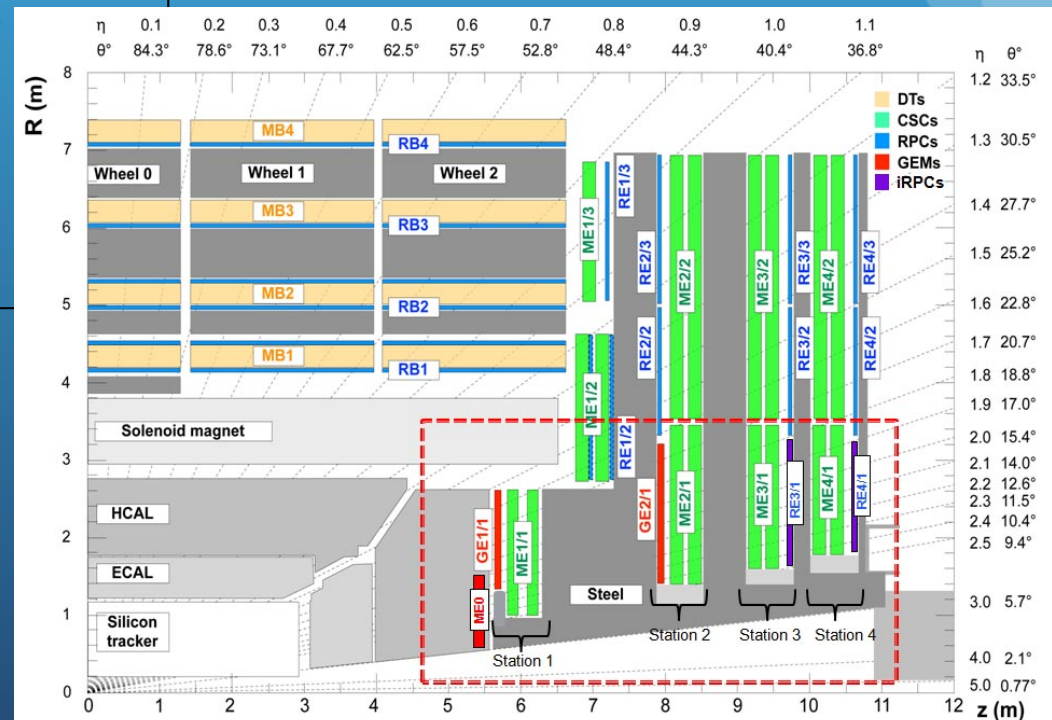 η 0.1 0.2 0.3 0.4 0.5 0.6 0.7 0.8 0.9 1.0 1.1
θ° 84.3° 78.6° 73.1° 67.7° 62.5° 57.5° 52.8° 48.4° 44.3° 40.4° 36.8° η θ°
R (m)
8
7
6
5
4
3
2
1
0
1.2 33.5°
1.3 30.5°
1.4 27.7°
1.5 25.2°
1.6 22.8°
1.7 20.7°
1.8 18.8°
1.9 17.0°
2.0 15.4°
2.1 14.0°
2.2 12.6°
2.3 11.5°
2.4 10.4°
2.5 9.4°
3.0 5.7°
4.0 2.1°
5.0 0.77°
DTs
CSCs
RPCs
GEMs
iRPCs
MB4
RB4
Wheel 0 Wheel 1 Wheel 2
MB3
RB3
MB2
RB2
MB1
RB1
Solenoid magnet
HCAL
ECAL
Silicon
tracker
Steel
ME1/3
RE1/3
ME1/2
RE1/2
RE2/3
RE2/2
ME2/2
ME3/2
RE3/3
RE3/2
ME4/2
RE4/3
RE4/2
GE1/1
ME1/1
ME0
GE2/1
ME2/1
ME3/1
RE3/1
ME4/1
RE4/1
Station 1
Station 2
Station 3
Station 4
0 1 2 3 4 5 6 7 8 9 10 11 12
z (m)